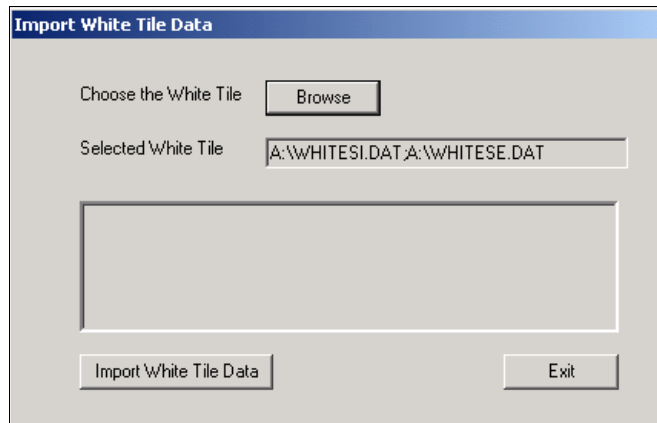 Import White Tile Data
Choose the White Tile
Browse
Selected White Tile
A:\WHITESI.DAT;A:\WHITESE.DAT
Import White Tile Data
Exit